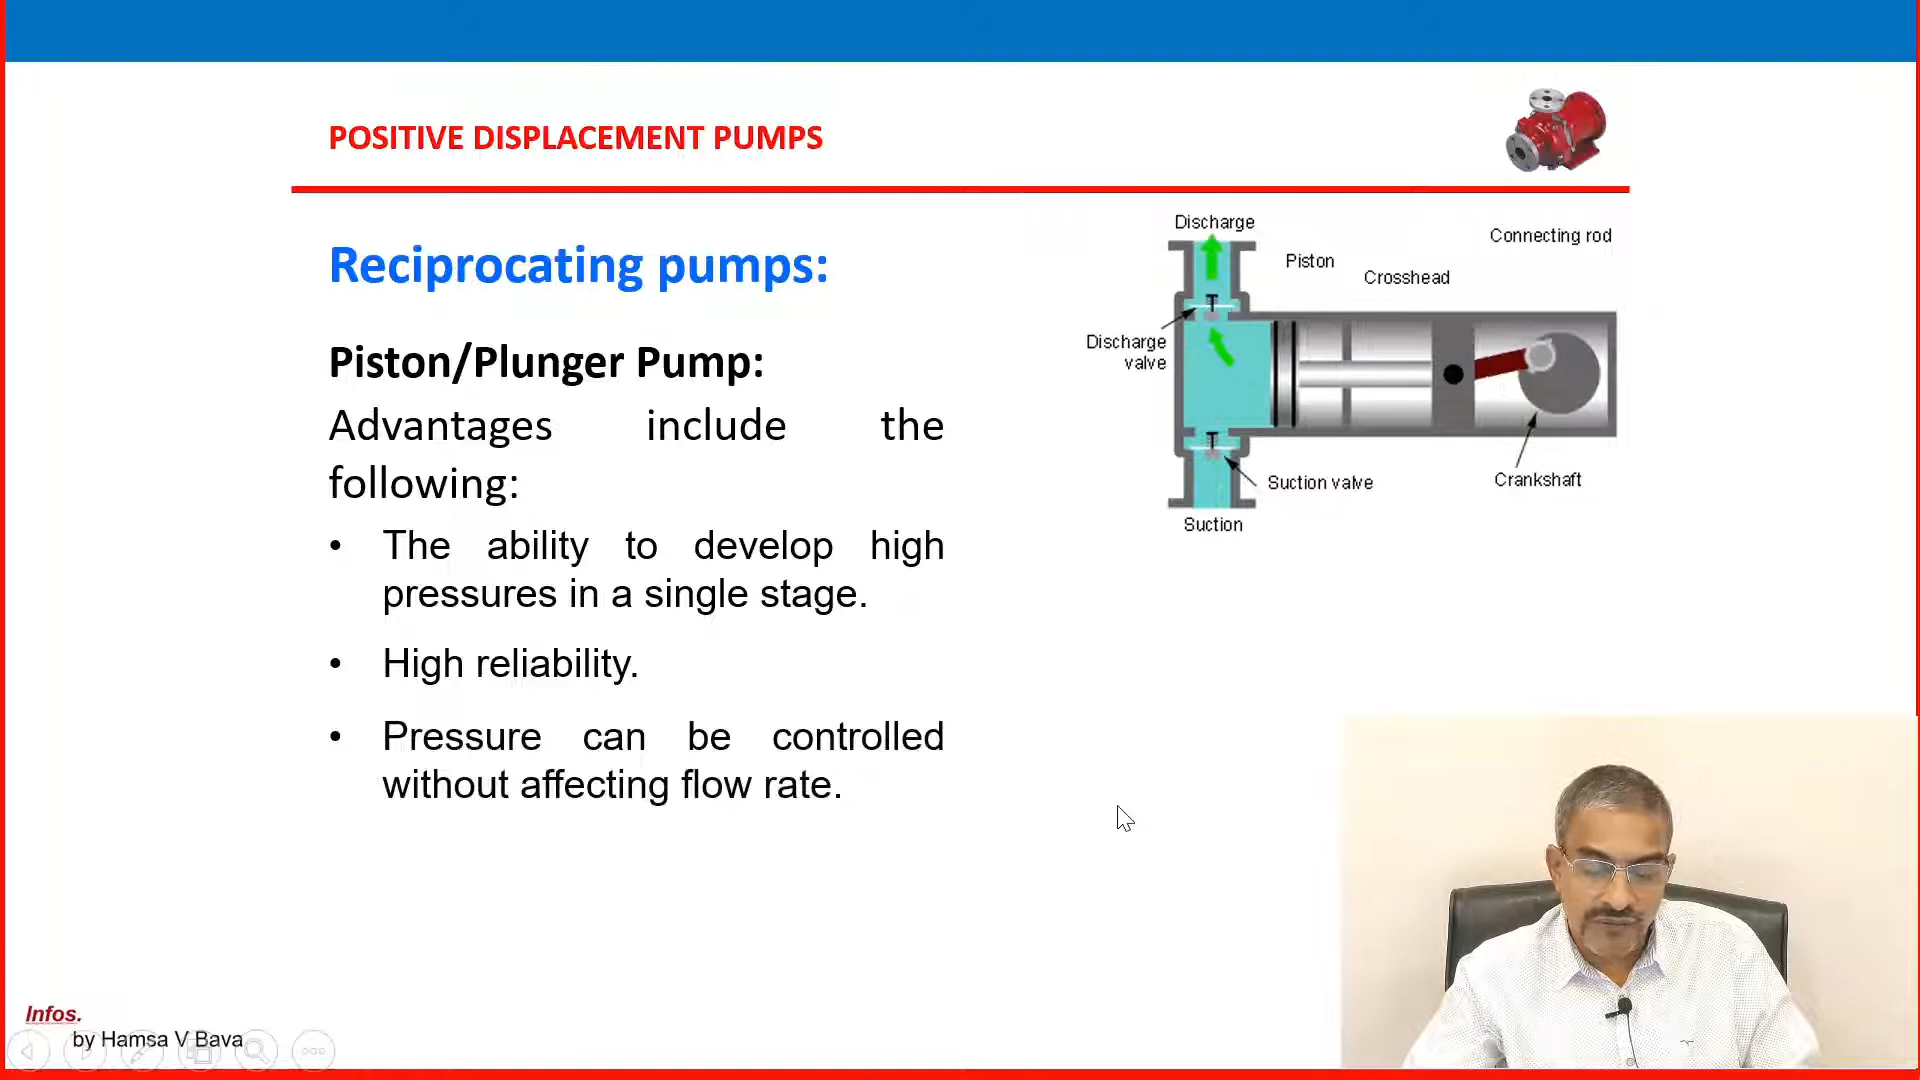 POSITIVE DISPLACEMENT PUMPS
Reciprocating pumps:
Piston/Plunger Pump:
Advantages include the
following:
• The ability to develop high
pressures in a single stage.
• High reliability.
• Pressure can be controlled
without affecting flow rate.
Discharge
Connecting rod
Piston
Crosshead
Discharge
valve
Suction valve
Crankshaft
Suction
Infos.
by Hamsa V Bava